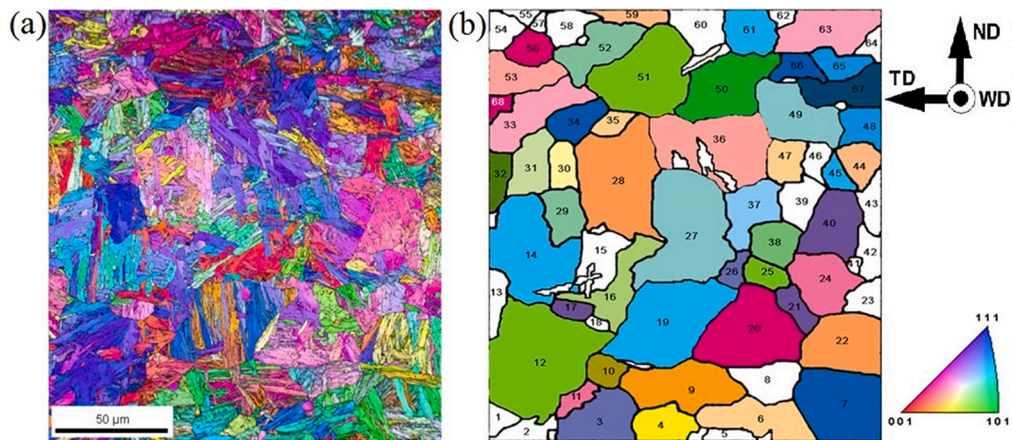 (a)
50 µm
(b)
54 55 57 58 59 60 61 62 63 64
56 52 51 50 66 65 67
53 68 33 34 35 36 49 48
32 31 30 28 47 46 45 44
29 27 37 39 40 43
14 15 38 42 41
13 16 26 25 24 23
17 18 19 20 21 22
12 10 9 8 7
11 3 4 5 6
1
2
ND
TD
WD
111
001
101